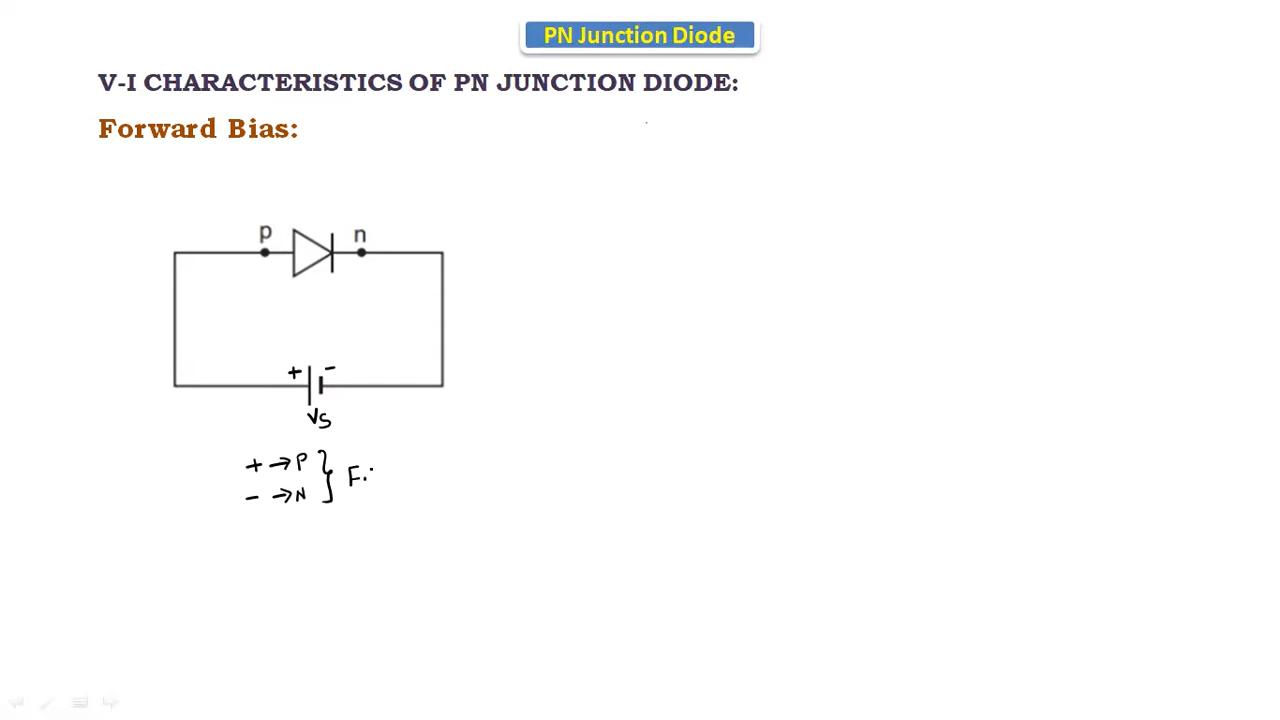 PN Junction Diode
V-I CHARACTERISTICS OF PN JUNCTION DIODE:
Forward Bias:
p n
+ -
Vs
+ → P } F.
- → N